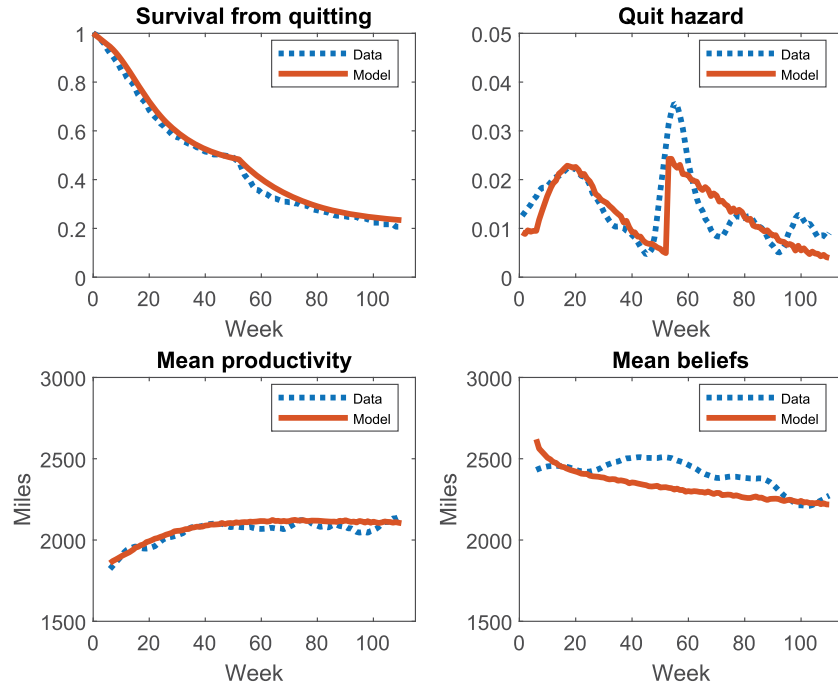 Survival from quitting
1
0.8
0.6
0.4
0.2
0
0 20 40 60 80 100
Week
Data
Model
Quit hazard
0.05
0.04
0.03
0.02
0.01
0
0 20 40 60 80 100
Week
Data
Model
Mean productivity
3000
2500
2000
1500
Miles
0 20 40 60 80 100
Week
Data
Model
Mean beliefs
3000
2500
2000
1500
Miles
0 20 40 60 80 100
Week
Data
Model